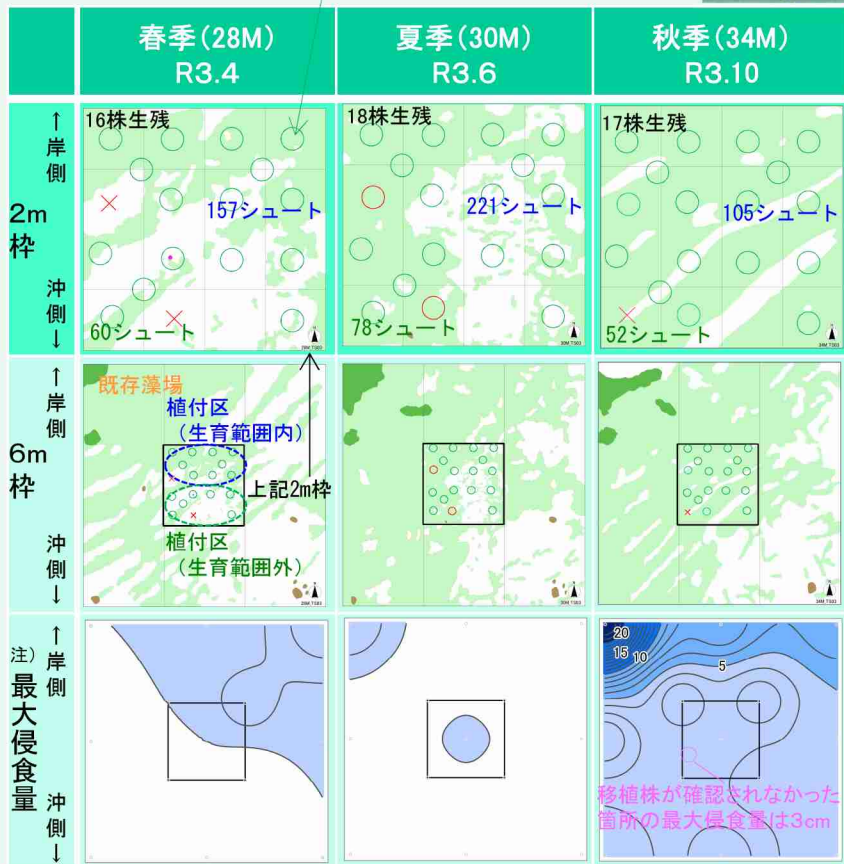 春季(28M)
R3.4
夏季(30M)
R3.6
秋季(34M)
R3.10
↑岸側
2m枠
沖側↓
16株生残
157シュート
60シュート
18株生残
221シュート
78シュート
17株生残
105シュート
52シュート
↑岸側
6m枠
沖側↓
既存藻場
植付区
(生育範囲内)
上記2m枠
植付区
(生育範囲外)
↑岸側
注)最大侵食量
沖側↓
20
15 10
5
移植株が確認されなかった
箇所の最大侵食量は3cm